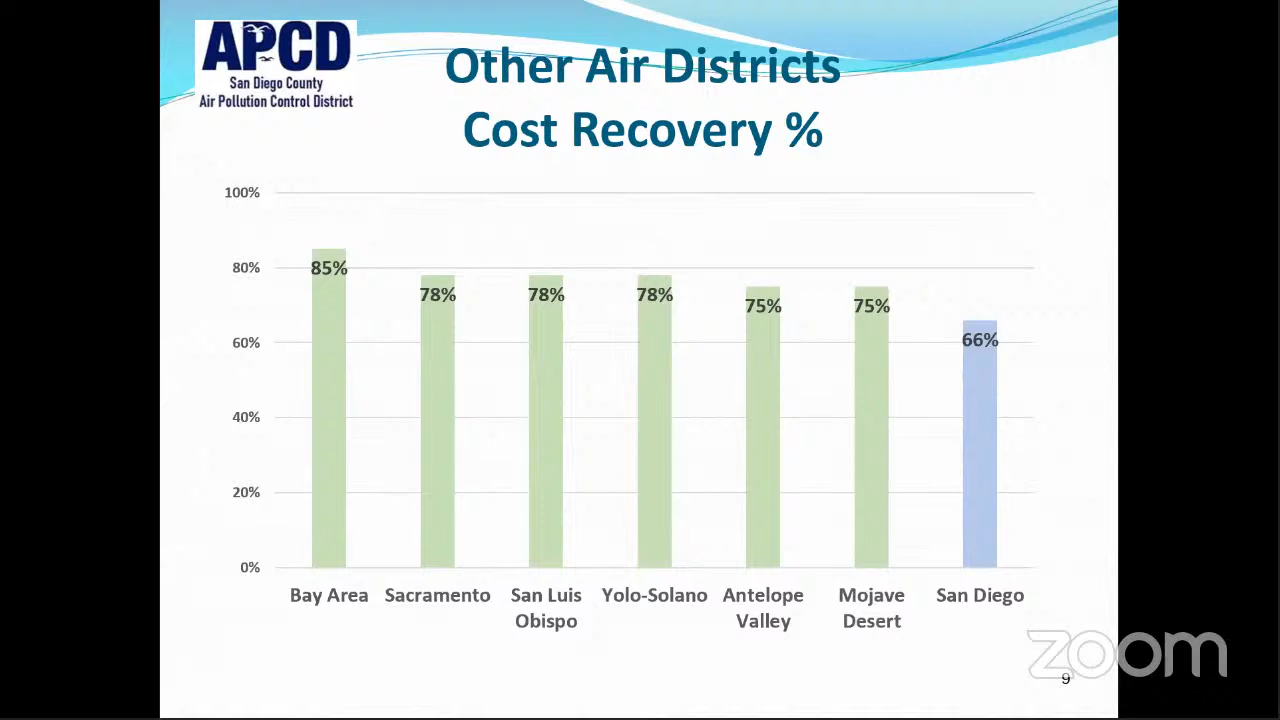 APCD
San Diego County
Air Pollution Control District
Other Air Districts
Cost Recovery %
100%
80%
60%
40%
20%
0%
85%
78%
78%
78%
75%
75%
66%
Bay Area
Sacramento
San Luis
Obispo
Yolo-Solano
Antelope
Valley
Mojave
Desert
San Diego
zoom
9